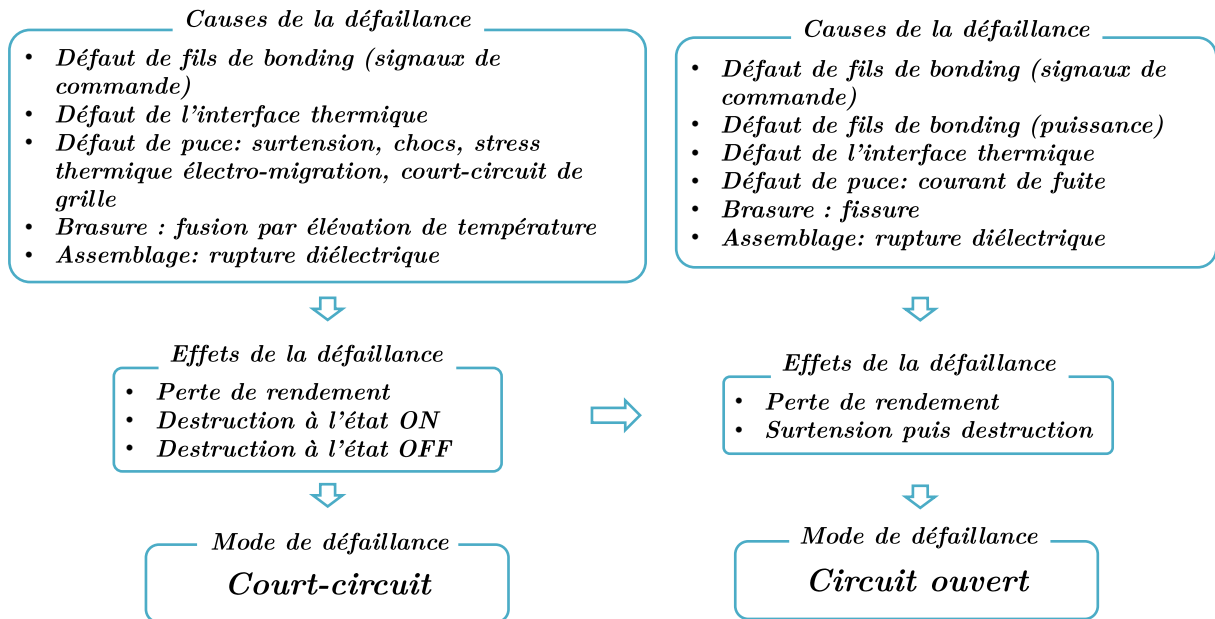 Causes de la défaillance
• Défaut de fils de bonding (signaux de
commande)
• Défaut de l'interface thermique
• Défaut de puce: surtension, chocs, stress
thermique électro-migration, court-circuit de
grille
• Brasure : fusion par élévation de température
• Assemblage: rupture diélectrique
Effets de la défaillance
• Perte de rendement
• Destruction à l'état ON
• Destruction à l'état OFF
Mode de défaillance
Court-circuit
Causes de la défaillance
• Défaut de fils de bonding (signaux de
commande)
• Défaut de fils de bonding (puissance)
• Défaut de l'interface thermique
• Défaut de puce: courant de fuite
• Brasure : fissure
• Assemblage: rupture diélectrique
Effets de la défaillance
• Perte de rendement
• Surtension puis destruction
Mode de défaillance
Circuit ouvert